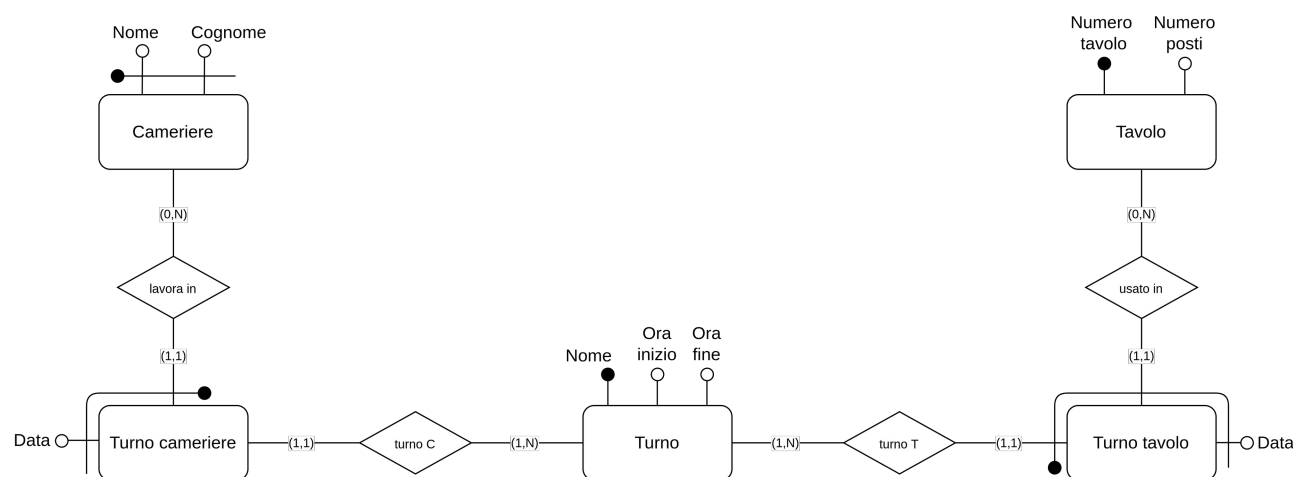 Nome
Cognome
Numero
tavolo
Numero
posti
Cameriere
Tavolo
(0,N)
(0,N)
lavora in
usato in
(1,1)
(1,1)
Nome
Ora
inizio
Ora
fine
Data
Turno cameriere
(1,1)
turno C
(1,N)
Turno
(1,N)
turno T
(1,1)
Turno tavolo
Data